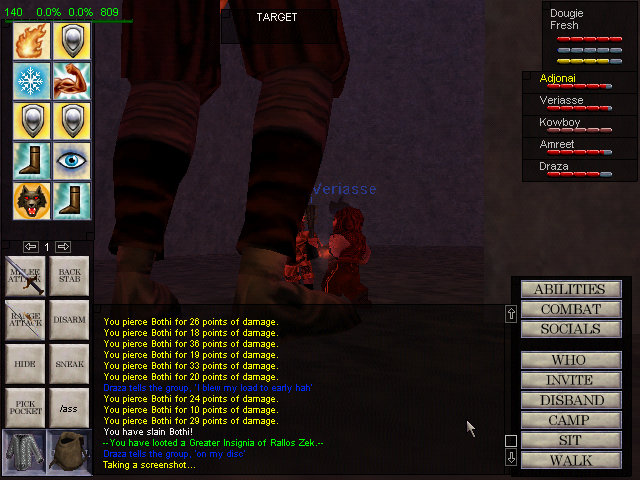 140 0.0% 0.0% 809
TARGET
Dougie
Fresh
Adjonai
Veriasse
Kowboy
Amreet
Draza
Veriasse
1
MELEE ATTACK
BACK STAB
RANGE ATTACK
DISARM
HIDE
SNEAK
PICK POCKET
/ass
You pierce Bothi for 26 points of damage.
You pierce Bothi for 18 points of damage.
You pierce Bothi for 36 points of damage.
You pierce Bothi for 19 points of damage.
You pierce Bothi for 33 points of damage.
You pierce Bothi for 20 points of damage.
Draza tells the group, 'I blew my load to early hah'
You pierce Bothi for 24 points of damage.
You pierce Bothi for 10 points of damage.
You pierce Bothi for 29 points of damage.
You have slain Bothi!
--You have looted a Greater Insignia of Rallos Zek.--
Draza tells the group, 'on my disc'
Taking a screenshot...
ABILITIES
COMBAT
SOCIALS
WHO
INVITE
DISBAND
CAMP
SIT
WALK